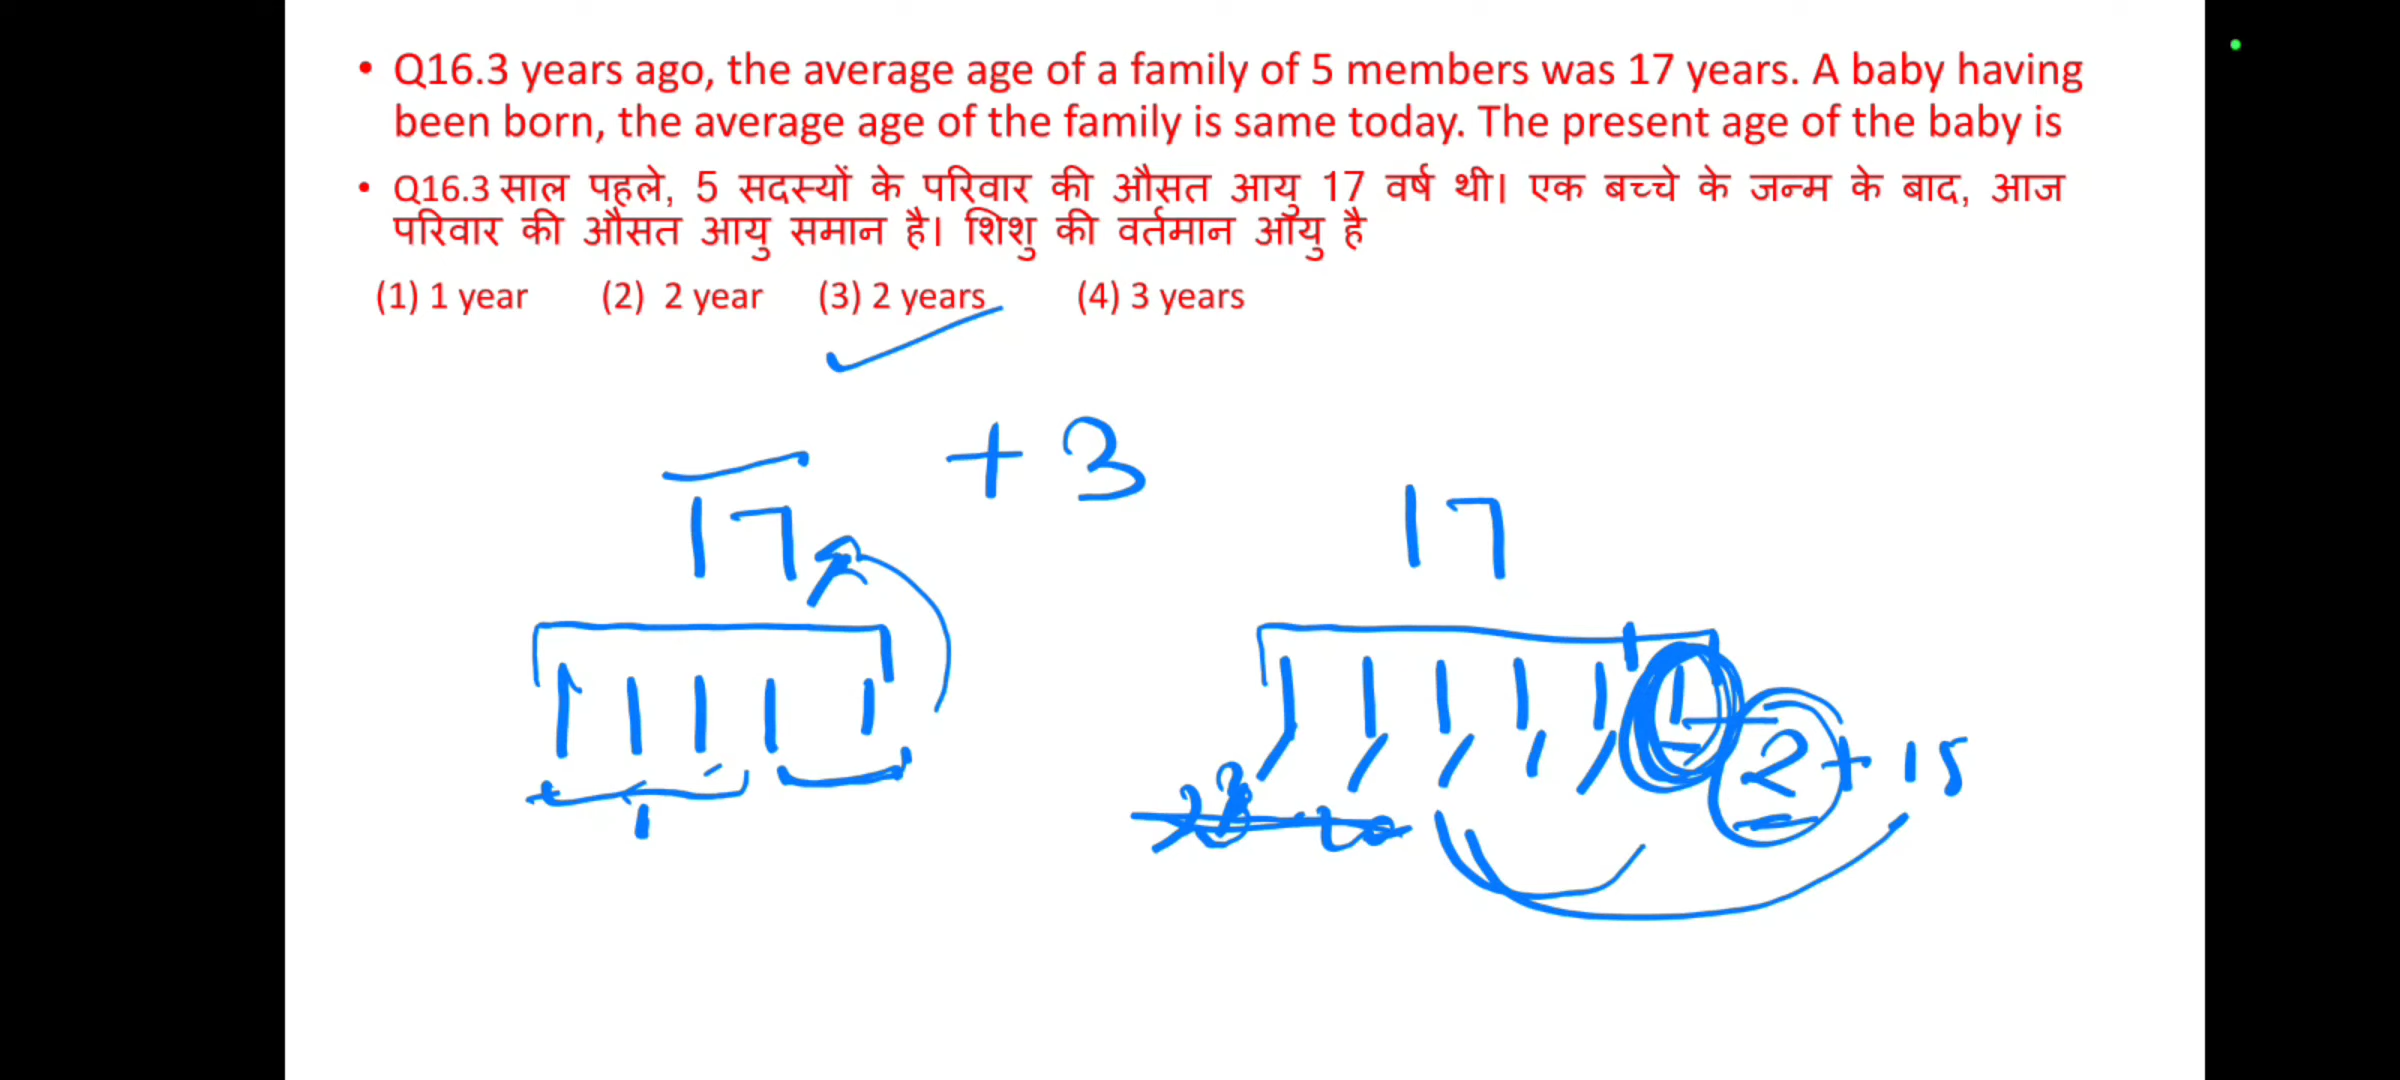 • Q16.3 years ago, the average age of a family of 5 members was 17 years. A baby having
been born, the average age of the family is same today. The present age of the baby is
• Q16.3 साल पहले, 5 सदस्यों के परिवार की औसत आयु 17 वर्ष थी। एक बच्चे के जन्म के बाद, आज
परिवार की औसत आयु समान है। शिशु की वर्तमान आयु है
(1) 1 year (2) 2 year (3) 2 years (4) 3 years
+3
17 17
2+15